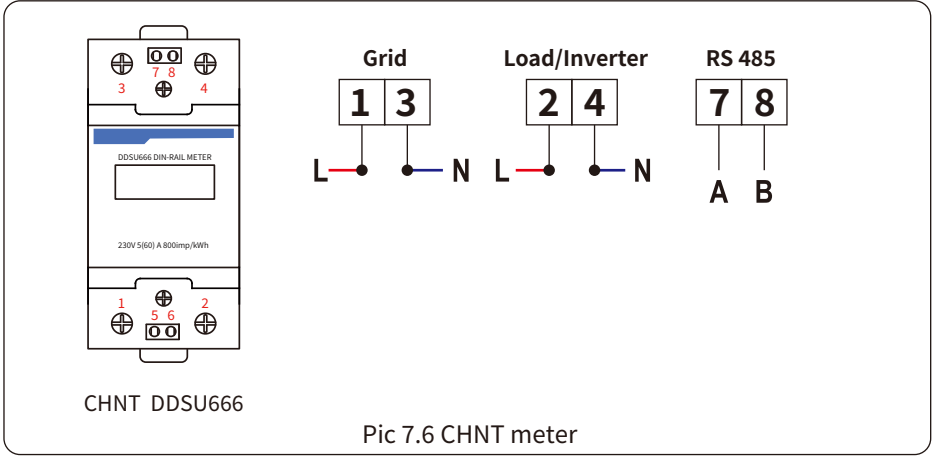 7 8
3 4
DDSU666 DIN-RAIL METER
230V 5(60) A 800imp/kWh
1 2
5 6
CHNT DDSU666
Grid
1 3
L N
Load/Inverter
2 4
L N
RS 485
7 8
A B
Pic 7.6 CHNT meter